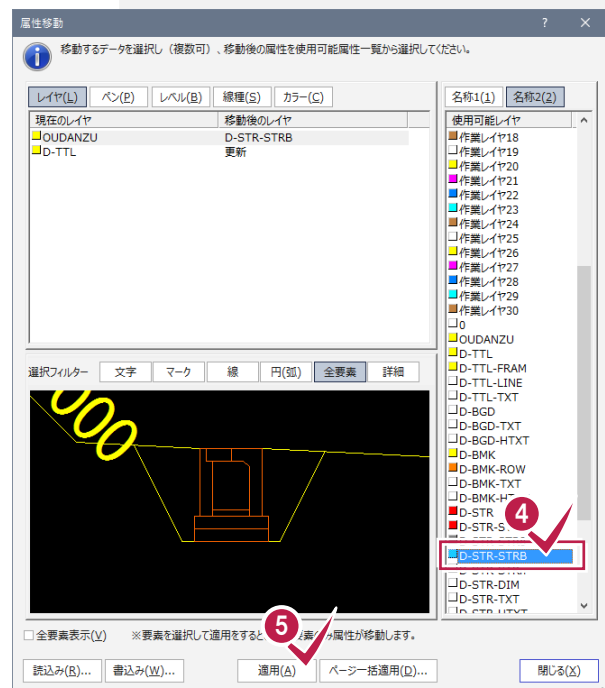 属性移動 ? ×
移動するデータを選択し（複数可）、移動後の属性を使用可能属性一覧から選択してください。
レイヤ(L) ペン(P) レベル(B) 線種(S) カラー(C)
現在のレイヤ 移動後のレイヤ
OUDANZU D-STR-STRB
D-TTL 更新
選択フィルター 文字 マーク 線 円(弧) 全要素 詳細
000
名称1(1) 名称2(2)
使用可能レイヤ
作業レイヤ18
作業レイヤ19
作業レイヤ20
作業レイヤ21
作業レイヤ22
作業レイヤ23
作業レイヤ24
作業レイヤ25
作業レイヤ26
作業レイヤ27
作業レイヤ28
作業レイヤ29
作業レイヤ30
0
OUDANZU
D-TTL
D-TTL-FRAM
D-TTL-LINE
D-TTL-TXT
D-BGD
D-BGD-TXT
D-BGD-HTXT
D-BMK
D-BMK-ROW
D-BMK-TXT
D-STR
4
D-STR-STRB
D-STR-DIM
D-STR-TXT
D-STR-HTXT
全要素表示(V) ※要素を選択して適用をすると 属性が移動します。
5
読込み(R)... 書込み(W)... 適用(A) ページ一括適用(D)... 閉じる(X)